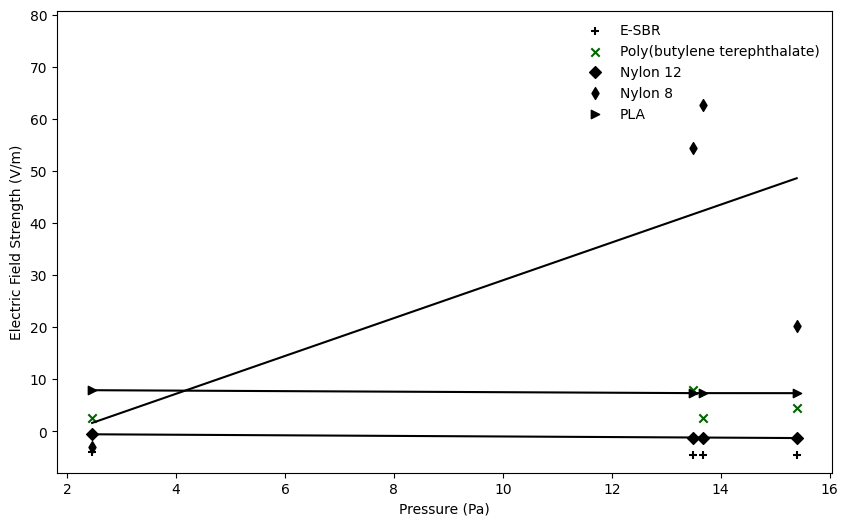 80
70
60
50
40
30
20
10
0
Electric Field Strength (V/m)
E-SBR
Poly(butylene terephthalate)
Nylon 12
Nylon 8
PLA
2 4 6 8 10 12 14 16
Pressure (Pa)